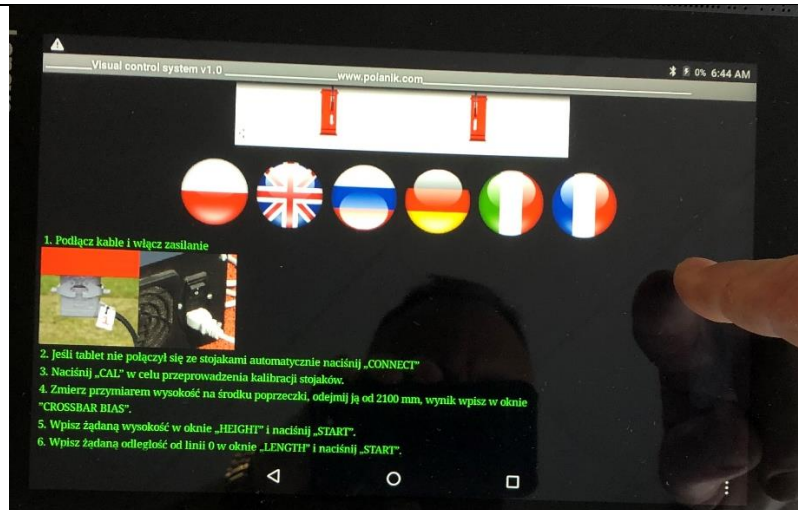 Visual control system v1.0 www.polanik.com 0% 6:44 AM
1. Podłącz kable i włącz zasilanie
2. Jeśli tablet nie połączył się ze stojakami automatycznie naciśnij „CONNECT”
3. Naciśnij „CAL” w celu przeprowadzenia kalibracji stojaków.
4. Zmierz przymiarem wysokość na środku poprzeczki, odejmij ją od 2100 mm, wynik wpisz w oknie
"CROSSBAR BIAS".
5. Wpisz żądaną wysokość w oknie „HEIGHT” i naciśnij „START”.
6. Wpisz żądaną odległość od linii 0 w oknie „LENGTH” i naciśnij „START”.